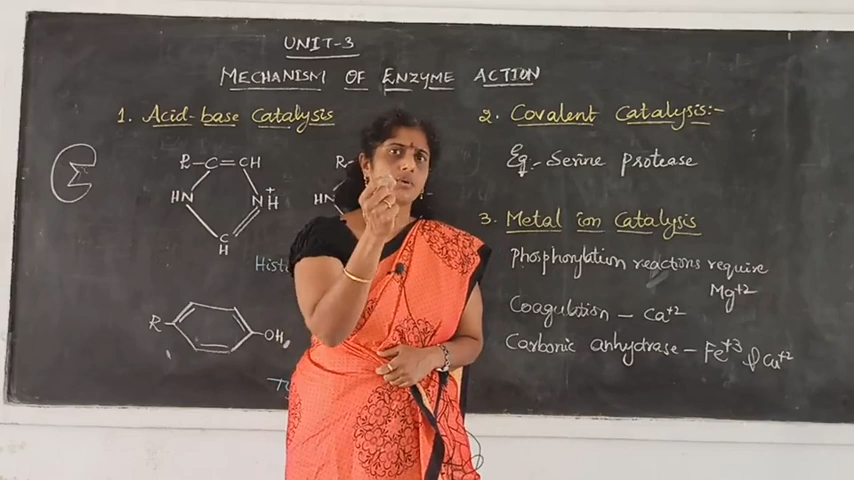 UNIT-3
MECHANISM OF ENZYME ACTION
1. Acid-base Catalysis
R-C=CH
HN
+
NH
C
H
R-
HN
Hist
R
OH
2. Covalent Catalysis:-
Eg:- Serine protease
3. Metal ion Catalysis
Phosphorylation reactions require
Mg+2
Coagulation - Ca+2
Carbonic anhydrase - Fe+3 & Cu+2